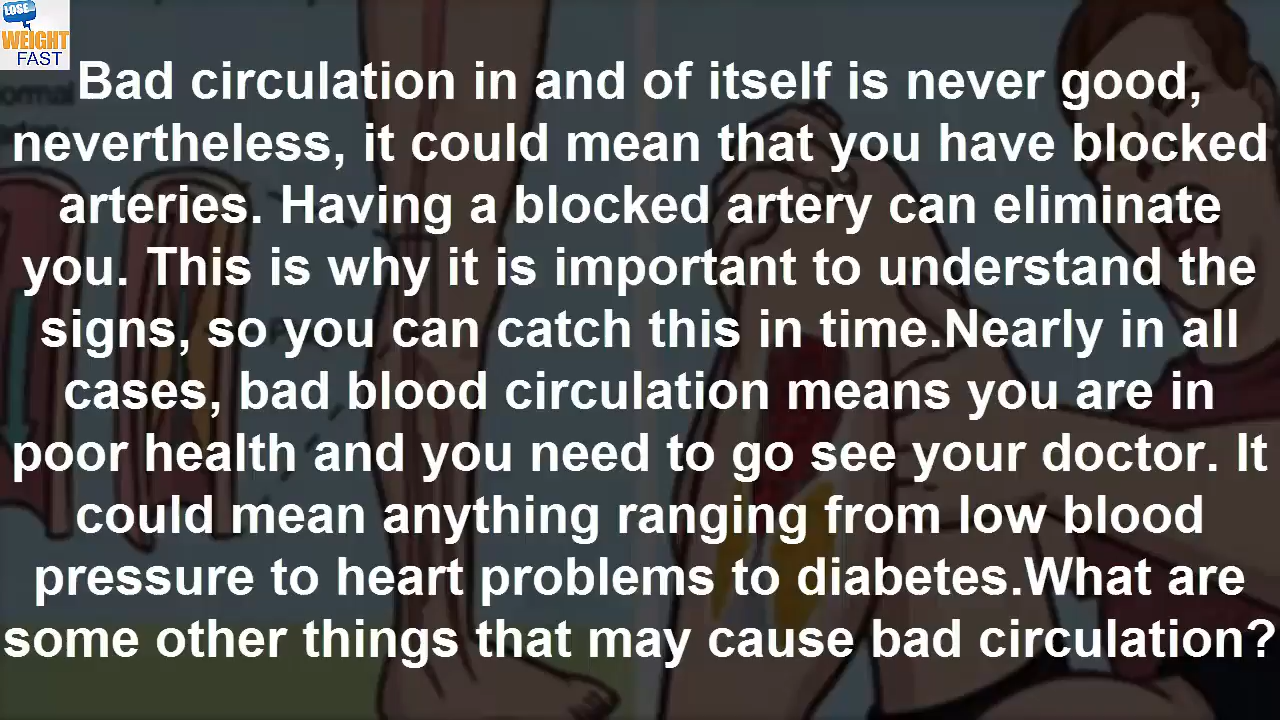 LOSE
WEIGHT
FAST
Bad circulation in and of itself is never good,
nevertheless, it could mean that you have blocked
arteries. Having a blocked artery can eliminate
you. This is why it is important to understand the
signs, so you can catch this in time.Nearly in all
cases, bad blood circulation means you are in
poor health and you need to go see your doctor. It
could mean anything ranging from low blood
pressure to heart problems to diabetes.What are
some other things that may cause bad circulation?